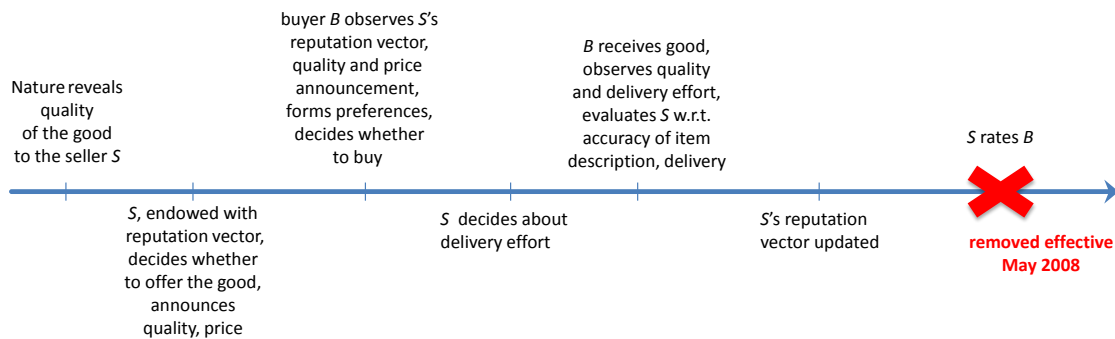 Nature reveals
quality
of the good
to the seller S
S, endowed with
reputation vector,
decides whether
to offer the good,
announces
quality, price
buyer B observes S's
reputation vector,
quality and price
announcement,
forms preferences,
decides whether
to buy
S decides about
delivery effort
B receives good,
observes quality
and delivery effort,
evaluates S w.r.t.
accuracy of item
description, delivery
S's reputation
vector updated
S rates B
removed effective
May 2008